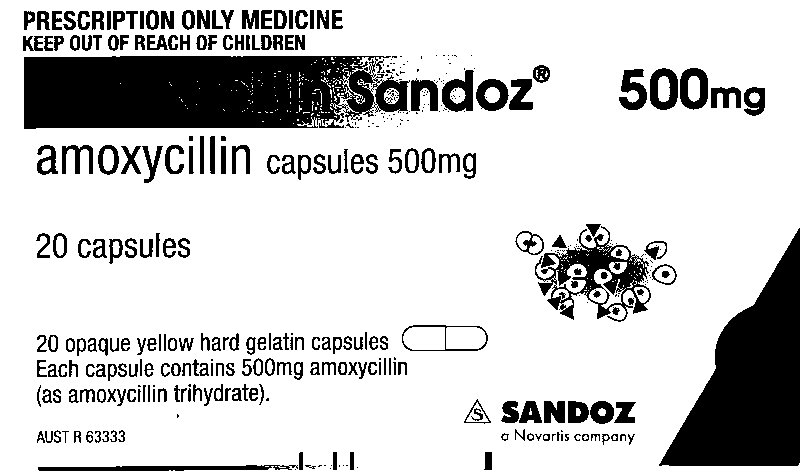 PRESCRIPTION ONLY MEDICINE
KEEP OUT OF REACH OF CHILDREN
Sandoz® 500mg
amoxycillin capsules 500mg
20 capsules
20 opaque yellow hard gelatin capsules
Each capsule contains 500mg amoxycillin
(as amoxycillin trihydrate).
S SANDOZ
a Novartis company
AUST R 63333